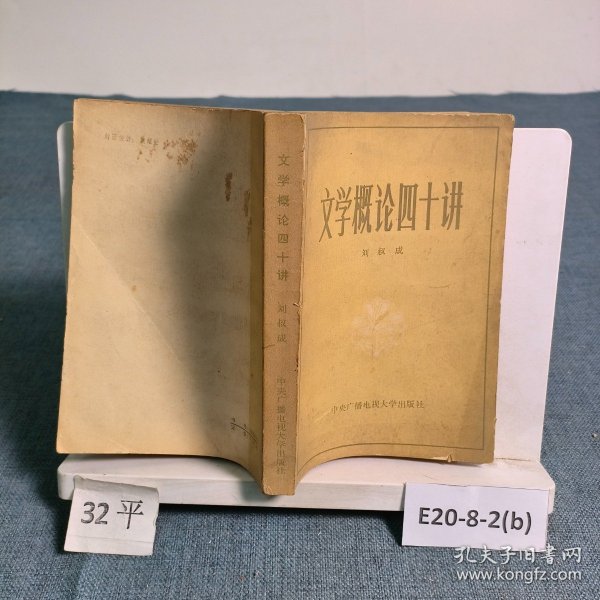 文学概论四十讲
刘叔成
中央广播电视大学出版社
文学概论四十讲
刘叔成
中央广播电视大学出版社
32平
E20-8-2(b)
孔夫子旧书网
www.kongfz.com